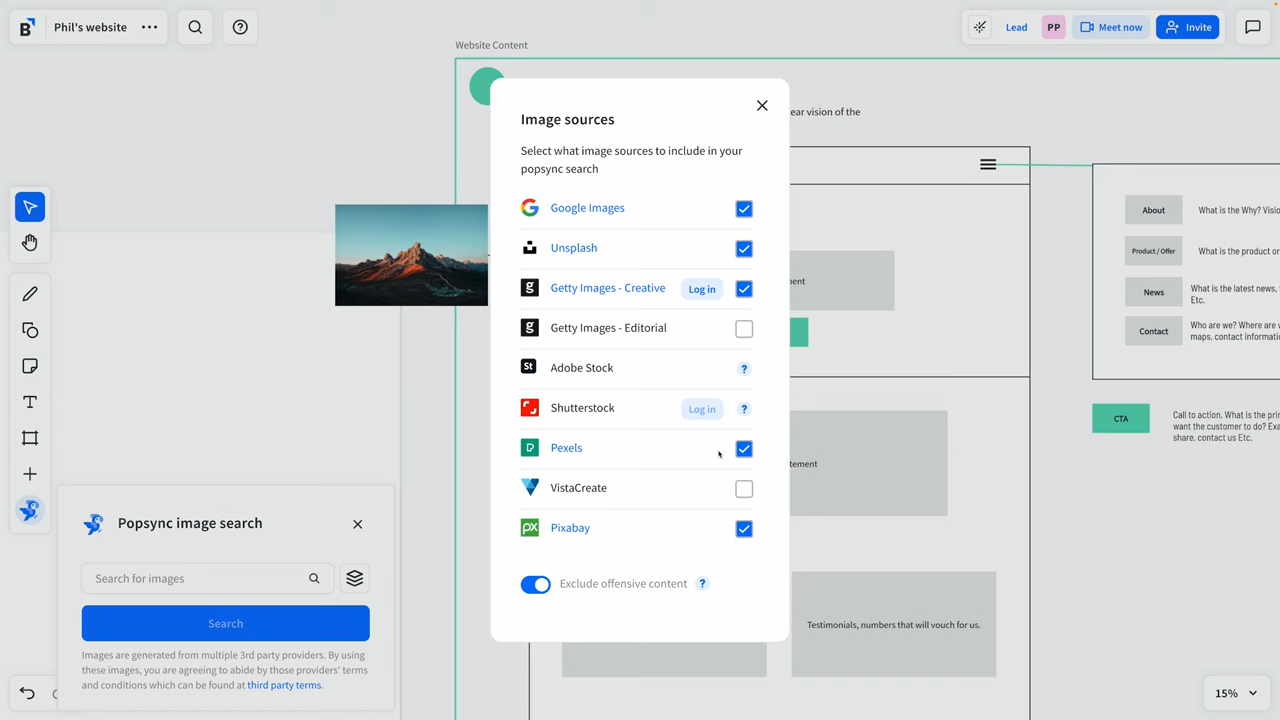 Phil's website
Lead
PP
Meet now
Invite
Website Content
ear vision of the
Image sources
Select what image sources to include in your
popsync search
Google Images
Unsplash
Getty Images - Creative
Log in
Getty Images - Editorial
Adobe Stock
Shutterstock
Log in
Pexels
VistaCreate
Pixabay
Exclude offensive content
ent
tement
Testimonials, numbers that will vouch for us.
About
What is the Why? Visio
Product / Offer
What is the product or
News
What is the latest news,
Etc.
Contact
Who are we? Where are w
maps, contact informatio
CTA
Call to action. What is the prin
want the customer to do? Exa
share, contact us Etc.
Popsync image search
Search for images
Search
Images are generated from multiple 3rd party providers. By using
these images, you are agreeing to abide by those providers' terms
and conditions which can be found at third party terms.
15%